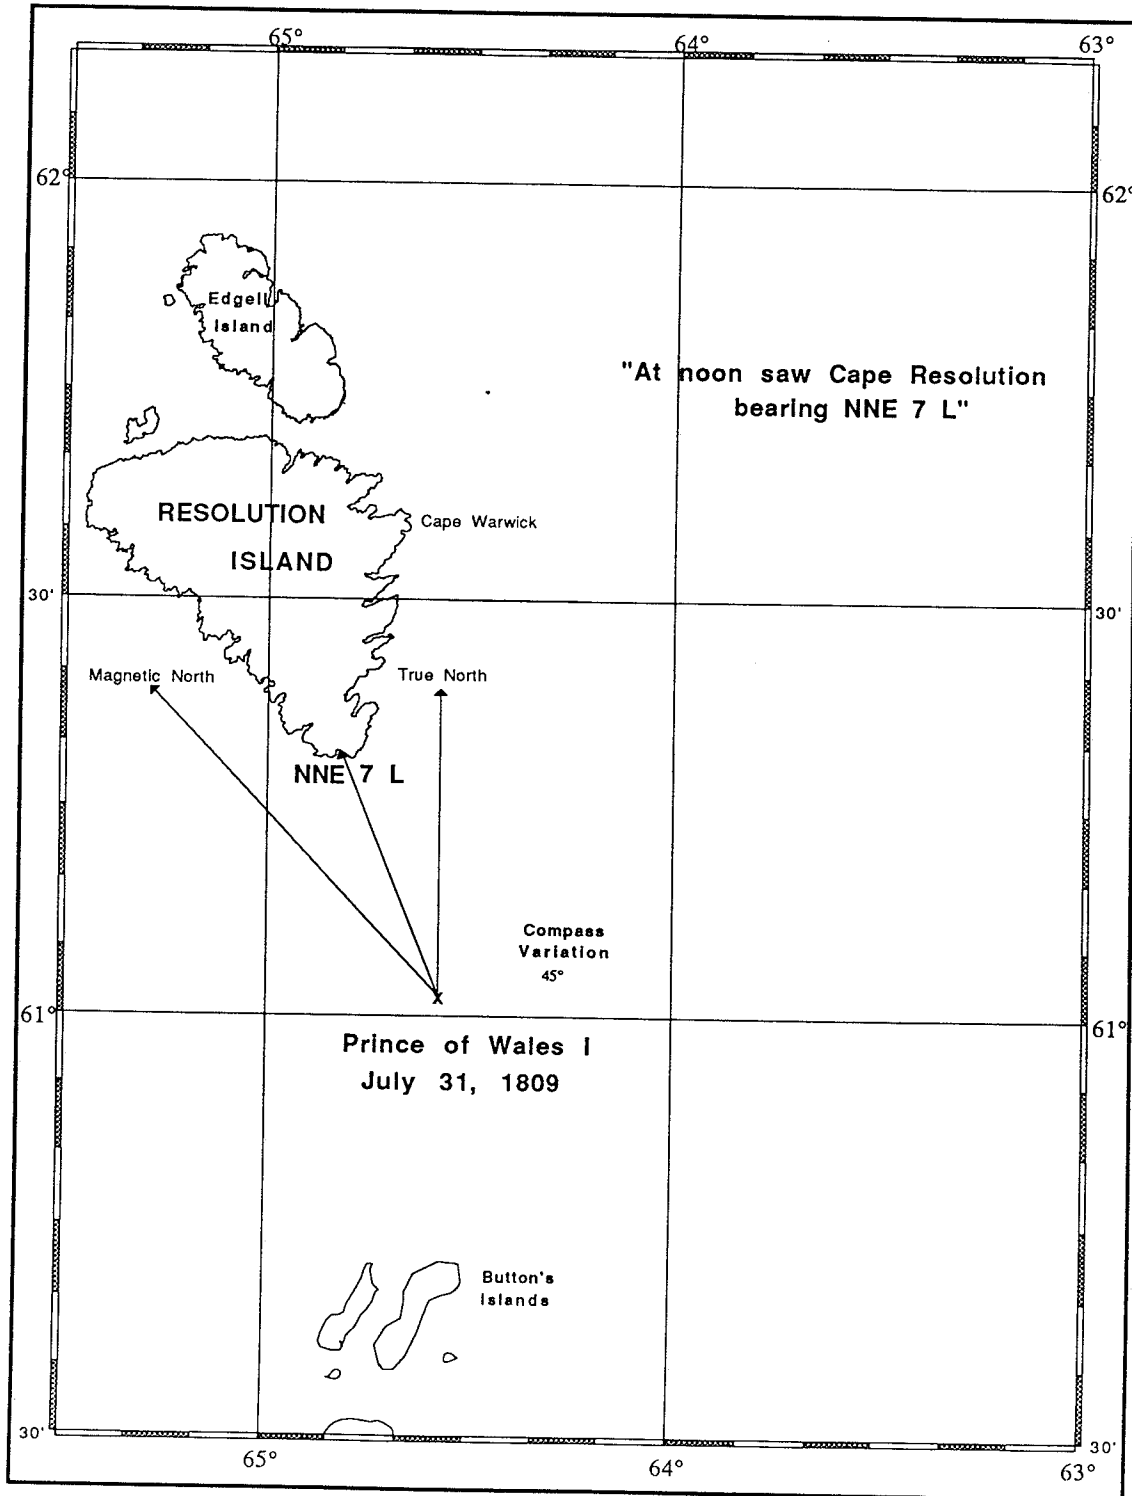 65°
64°
63°
62°
62°
Edgell
Island
"At noon saw Cape Resolution
bearing NNE 7 L"
RESOLUTION
ISLAND
Cape Warwick
30'
30'
Magnetic North
True North
NNE 7 L
Compass
Variation
45°
X
61°
61°
Prince of Wales I
July 31, 1809
Button's
Islands
30'
30'
65°
64°
63°